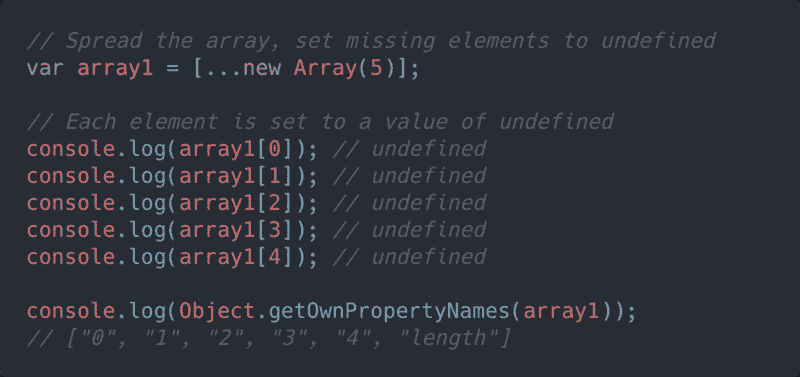 // Spread the array, set missing elements to undefined
var array1 = [...new Array(5)];
// Each element is set to a value of undefined
console.log(array1[0]); // undefined
console.log(array1[1]); // undefined
console.log(array1[2]); // undefined
console.log(array1[3]); // undefined
console.log(array1[4]); // undefined
console.log(Object.getOwnPropertyNames(array1));
// ["0", "1", "2", "3", "4", "length"]